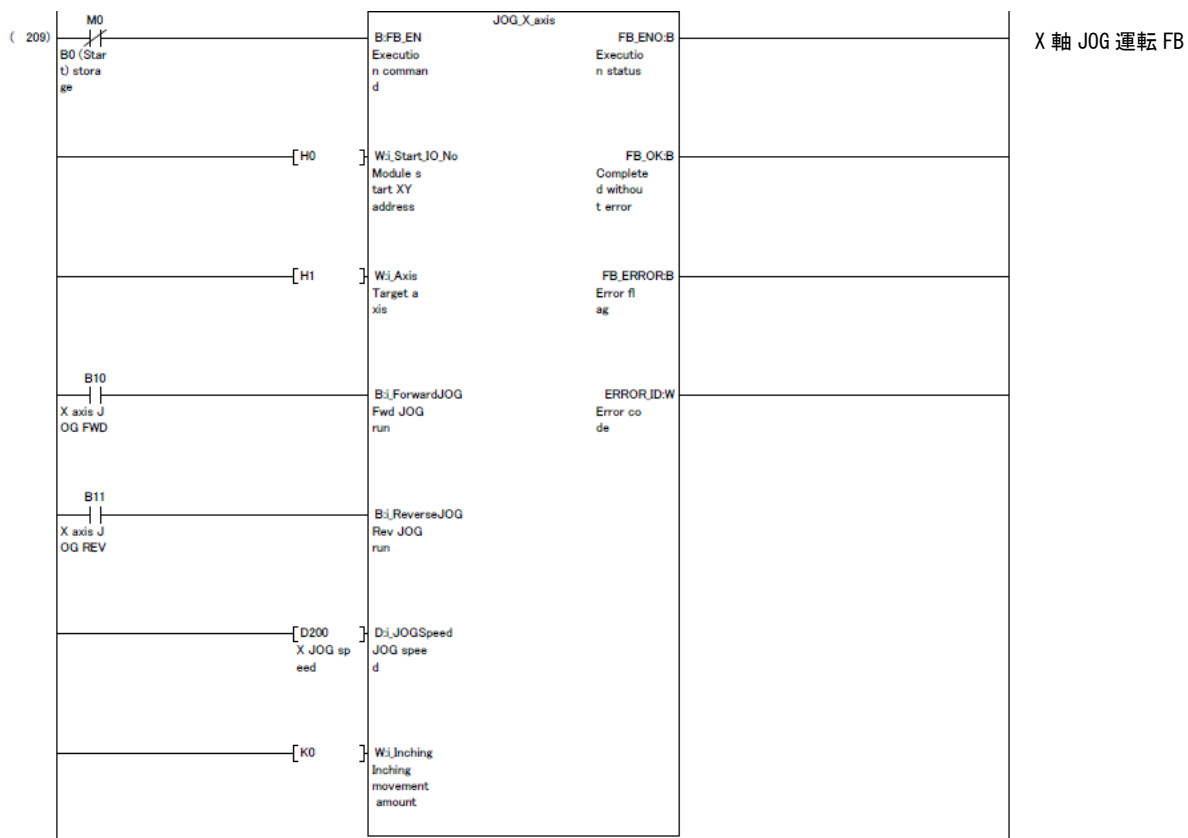 JOG_X_axis
M0
( 209)
B0 (Star
t) stora
ge
B:FB_EN
Executio
n comman
d
FB_ENO:B
Executio
n status
X 軸 JOG 運転 FB
[H0 ]
W:i_Start_IO_No
Module s
tart XY
address
FB_OK:B
Complete
d withou
t error
[H1 ]
W:i_Axis
Target a
xis
FB_ERROR:B
Error fl
ag
B10
X axis J
OG FWD
B:i_ForwardJOG
Fwd JOG
run
ERROR_ID:W
Error co
de
B11
X axis J
OG REV
B:i_ReverseJOG
Rev JOG
run
[D200 ]
X JOG sp
eed
D:i_JOGSpeed
JOG spee
d
[K0 ]
W:i_Inching
Inching
movement
amount